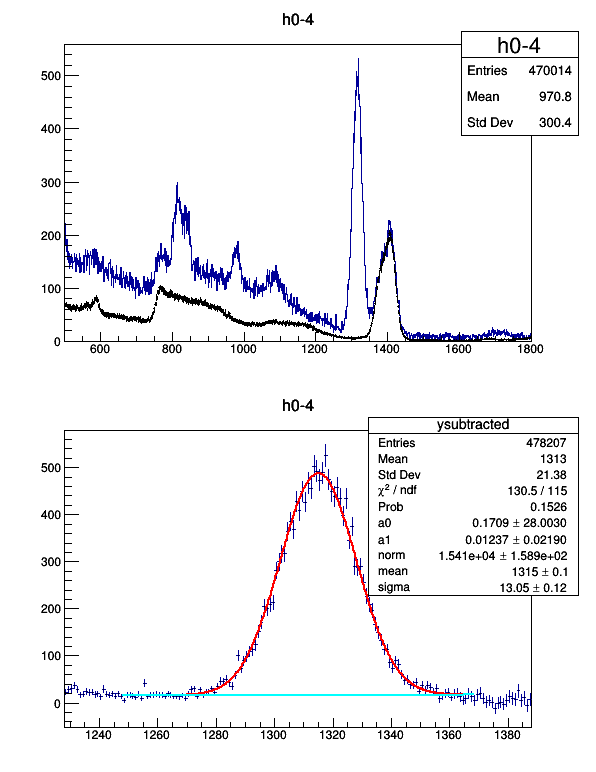 h0-4
h0-4
Entries 470014
Mean 970.8
Std Dev 300.4
500
400
300
200
100
0
600 800 1000 1200 1400 1600 1800
h0-4
ysubtracted
Entries 478207
Mean 1313
Std Dev 21.38
χ² / ndf 130.5 / 115
Prob 0.1526
a0 0.1709 ± 28.0030
a1 0.01237 ± 0.02190
norm 1.541e+04 ± 1.589e+02
mean 1315 ± 0.1
sigma 13.05 ± 0.12
500
400
300
200
100
0
1240 1260 1280 1300 1320 1340 1360 1380